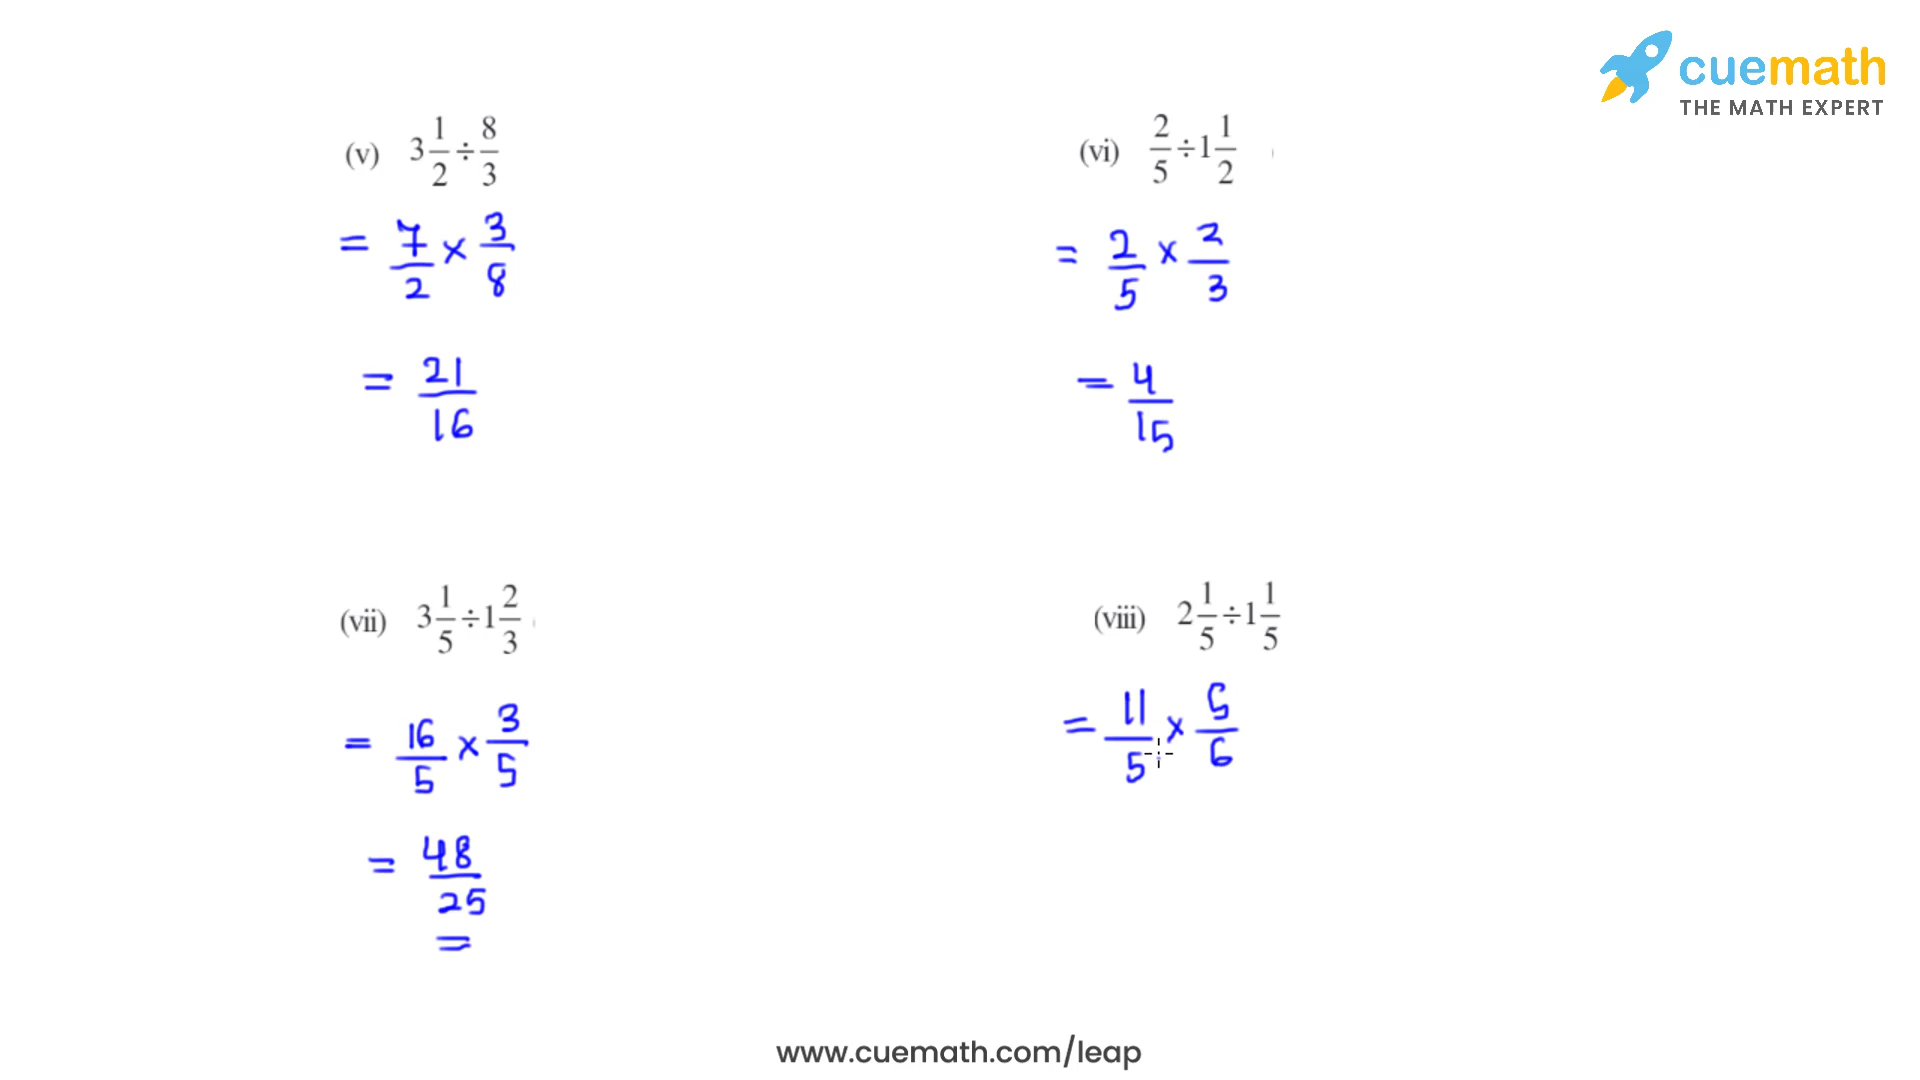 cuemath
THE MATH EXPERT
(v) 3 1/2 ÷ 8/3
= 7/2 × 3/8
= 21/16
(vi) 2/5 ÷ 1 1/2
= 2/5 × 2/3
= 4/15
(vii) 3 1/5 ÷ 1 2/3
= 16/5 × 3/5
= 48/25
=
(viii) 2 1/5 ÷ 1 1/5
= 11/5 × 5/6
www.cuemath.com/leap